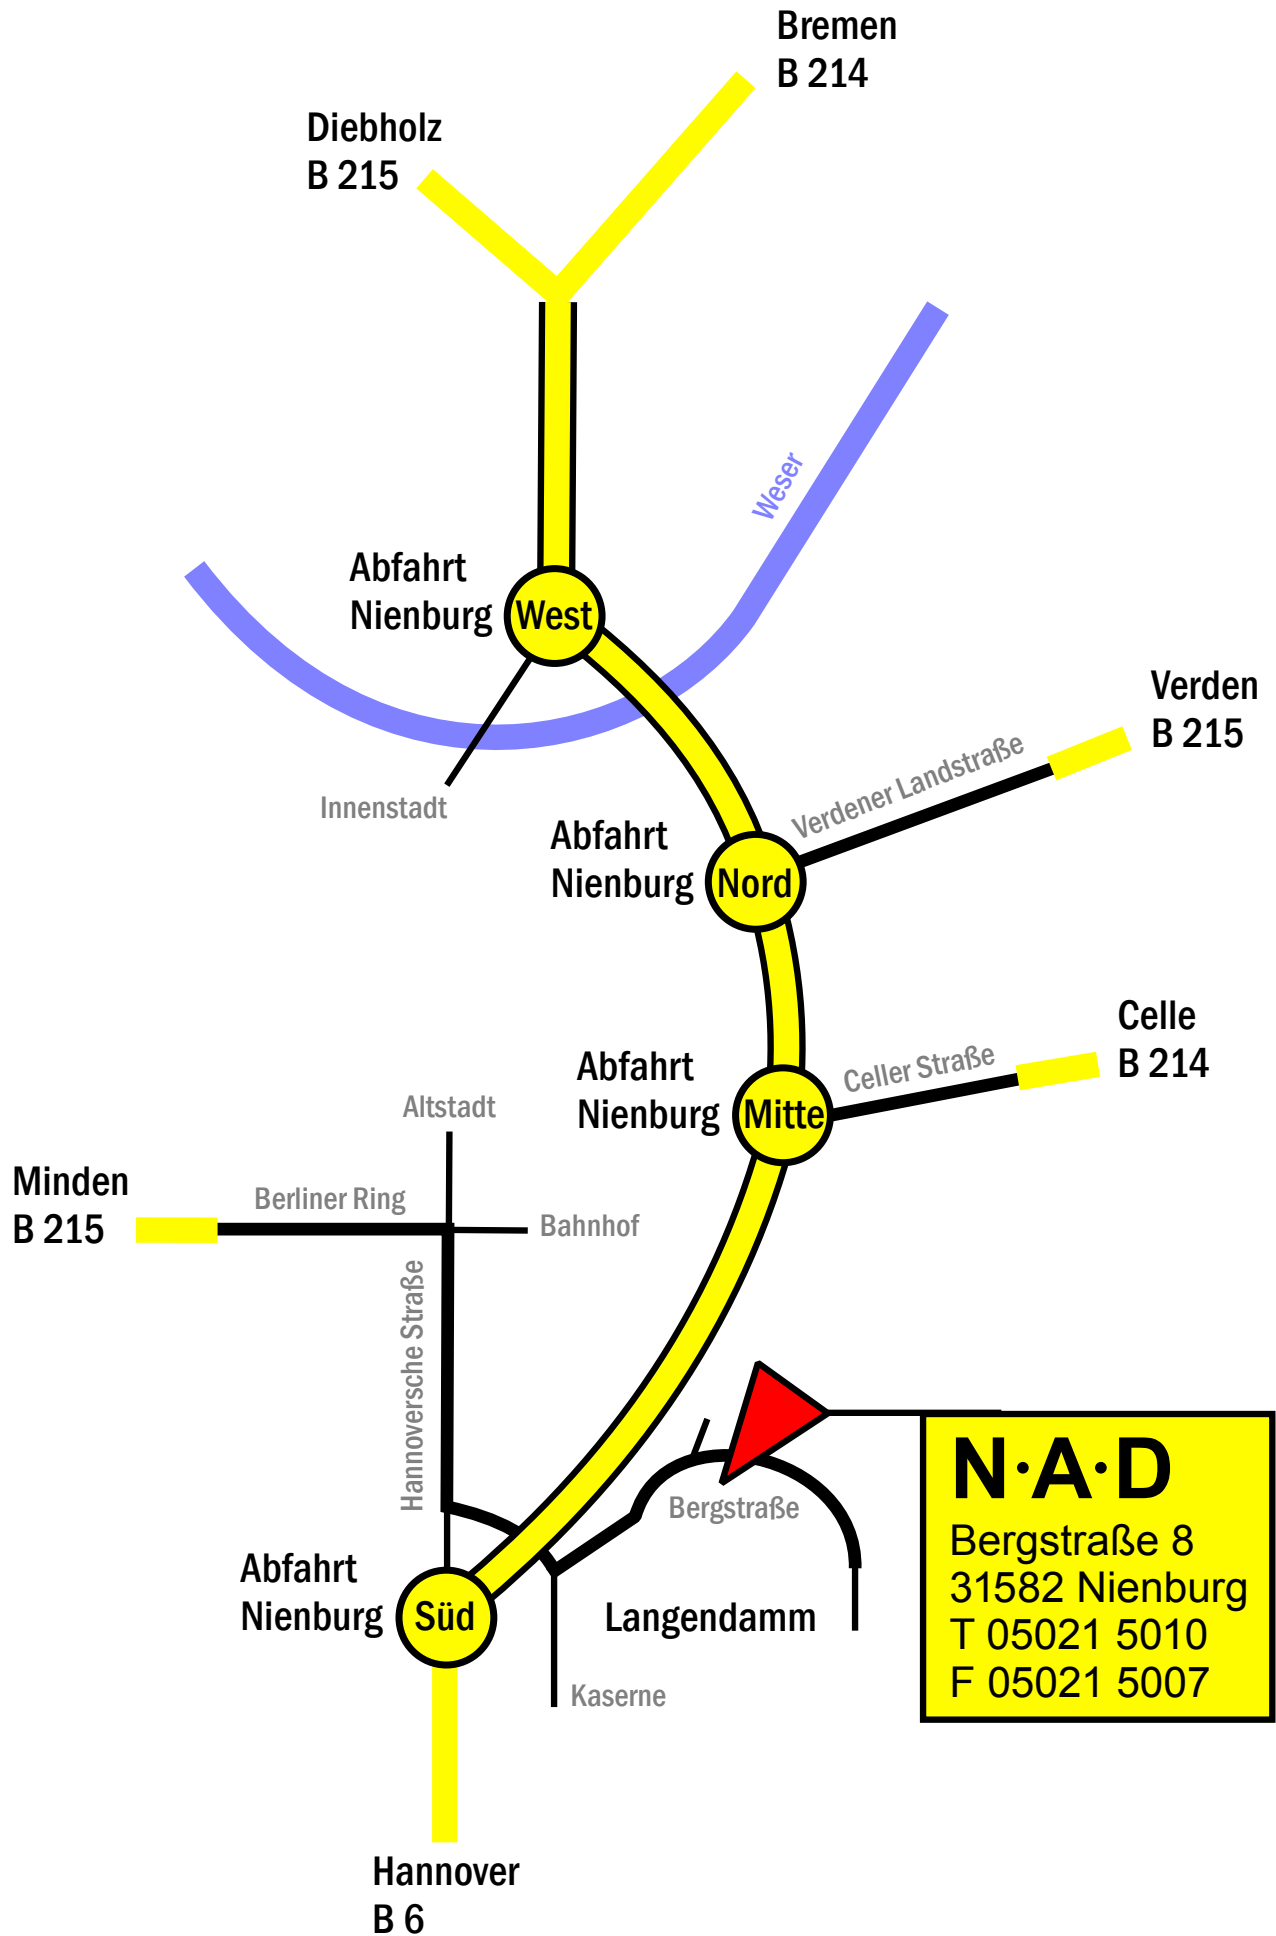 Bremen
B 214
Diebholz
B 215
Weser
Abfahrt
Nienburg
West
Verden
B 215
Verdener Landstraße
Innenstadt
Abfahrt
Nienburg
Nord
Celle
B 214
Celler Straße
Abfahrt
Nienburg
Mitte
Altstadt
Minden
B 215
Berliner Ring
Bahnhof
Hannoversche Straße
N·A·D
Bergstraße 8
31582 Nienburg
T 05021 5010
F 05021 5007
Bergstraße
Abfahrt
Nienburg
Süd
Langendamm
Kaserne
Hannover
B 6